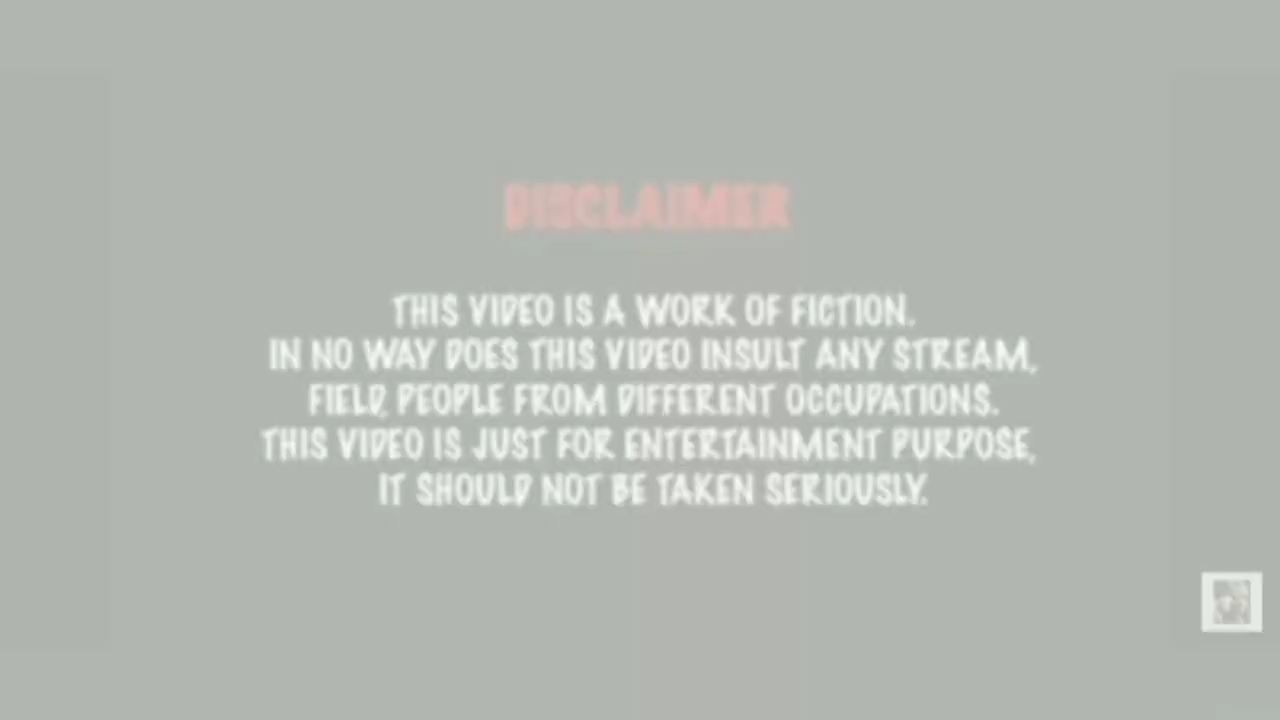 DISCLAIMER
THIS VIDEO IS A WORK OF FICTION.
IN NO WAY DOES THIS VIDEO INSULT ANY STREAM,
FIELD, PEOPLE FROM DIFFERENT OCCUPATIONS.
THIS VIDEO IS JUST FOR ENTERTAINMENT PURPOSE,
IT SHOULD NOT BE TAKEN SERIOUSLY.